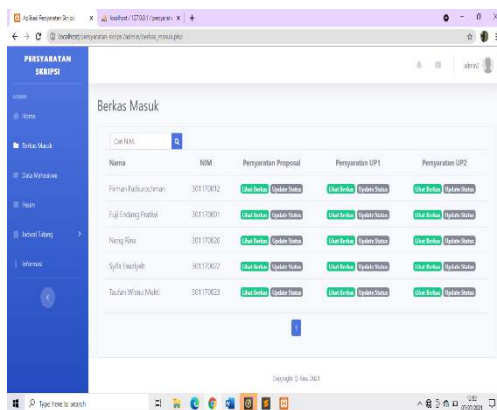 Aplikasi Persyaratan Skripsi
localhost / 127.0.0.1 / persyarata
localhost/persyaratan-skripsi/admin/berkas_masuk.php
PERSYARATAN
SKRIPSI
admin2
ADMIN
Home
Berkas Masuk
Data Mahasiswa
Pesan
Jadwal Sidang
Informasi
Berkas Masuk
Cari NIM..
Nama NIM Persyaratan Proposal Persyaratan UP1 Persyaratan UP2
Firman Fathurochman 301170012 Lihat Berkas Update Status Lihat Berkas Update Status Lihat Berkas Update Status
Fuji Endang Pratiwi 301170001 Lihat Berkas Update Status Lihat Berkas Update Status Lihat Berkas Update Status
Neng Rina 301170020 Lihat Berkas Update Status Lihat Berkas Update Status Lihat Berkas Update Status
Syifa Fauziyah 301170022 Lihat Berkas Update Status Lihat Berkas Update Status Lihat Berkas Update Status
Taufan Wisnu Mukti 301170023 Lihat Berkas Update Status Lihat Berkas Update Status Lihat Berkas Update Status
Type here to search